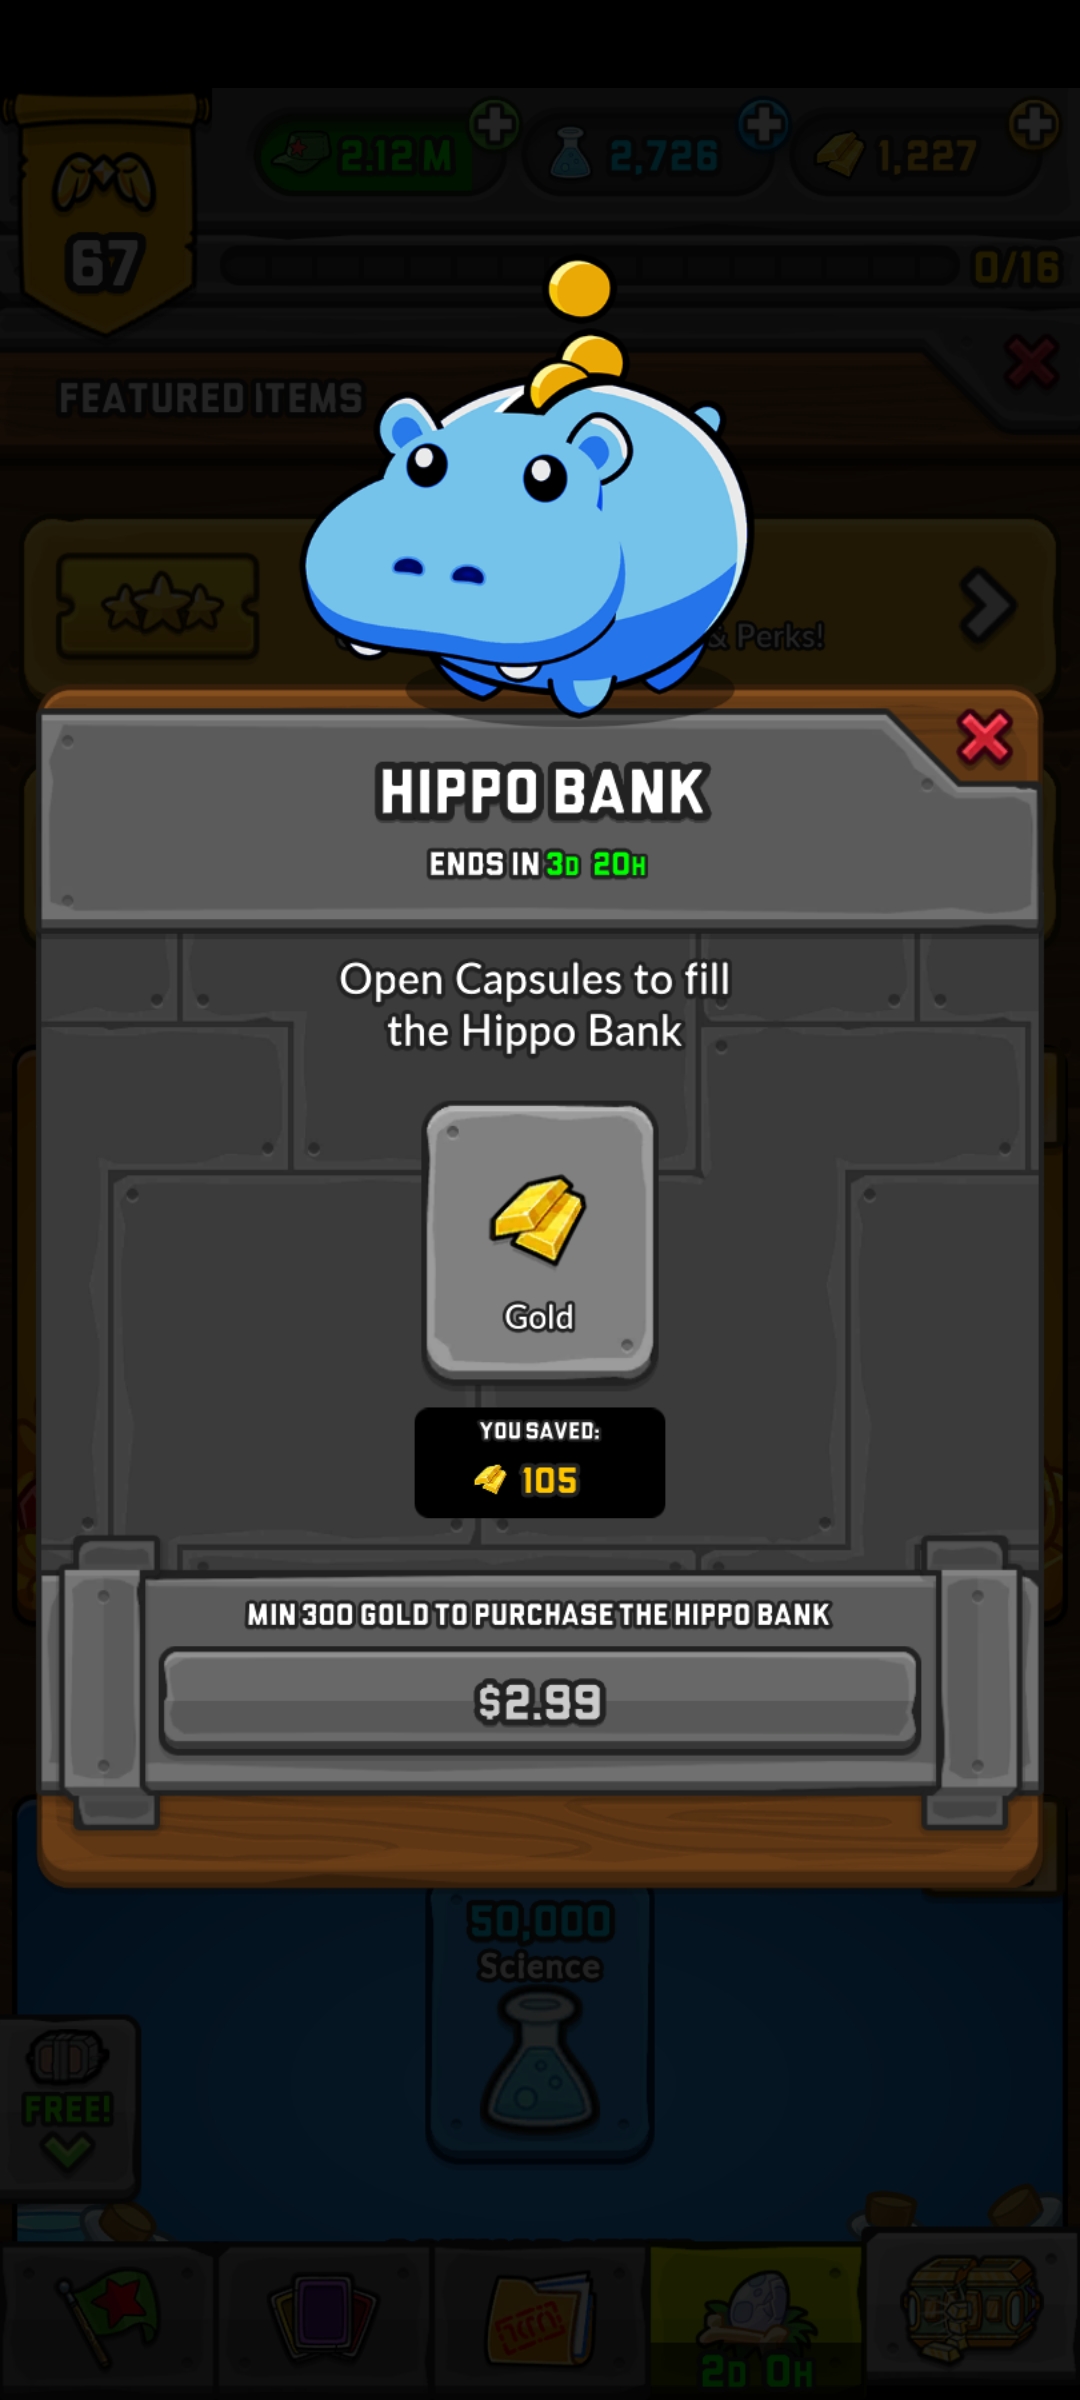 2.12 M
2,726
1,227
67
0/16
FEATURED ITEMS
& Perks!
HIPPO BANK
ENDS IN 3D 20H
Open Capsules to fill
the Hippo Bank
Gold
YOU SAVED:
105
MIN 300 GOLD TO PURCHASE THE HIPPO BANK
$2.99
50,000
Science
FREE!
2D 0H